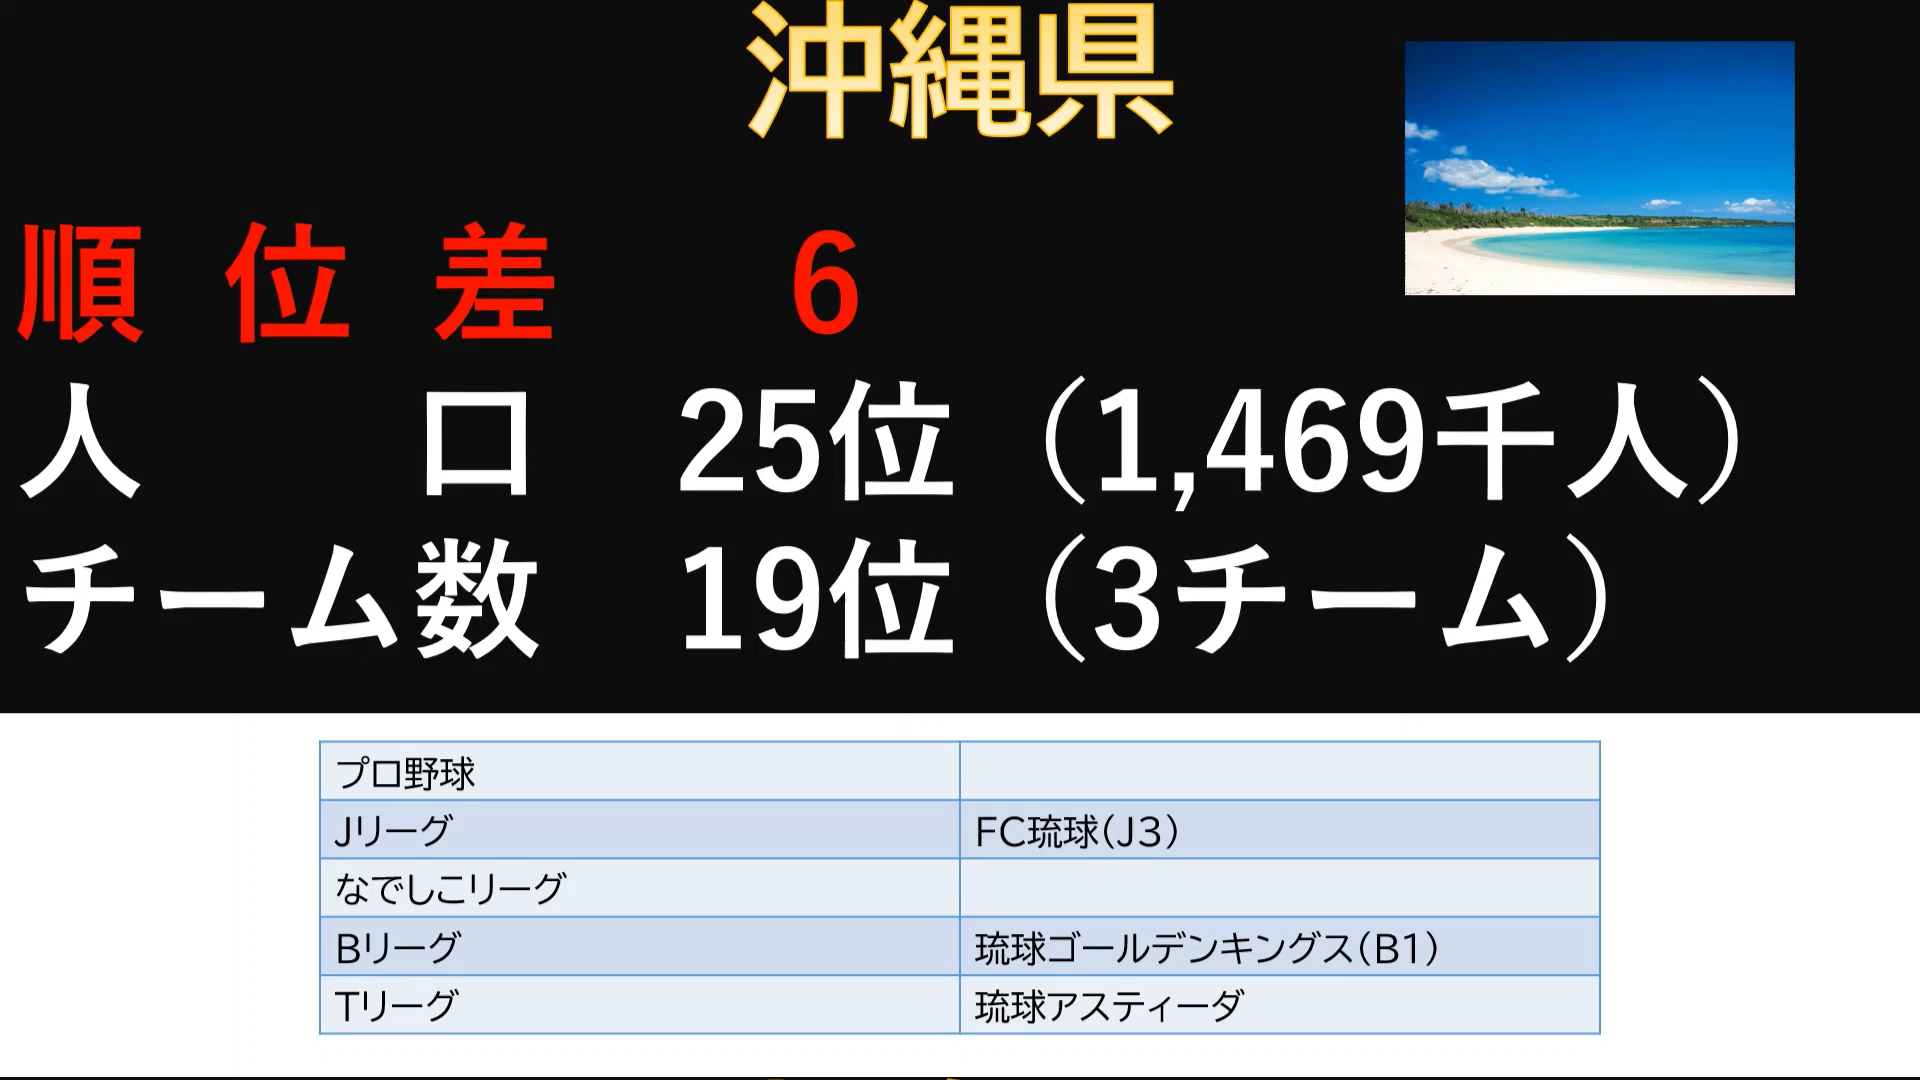 沖縄県
順位差 6
人口 25位（1,469千人）
チーム数 19位（3チーム）
プロ野球
Jリーグ FC琉球(J3)
なでしこリーグ
Bリーグ 琉球ゴールデンキングス(B1)
Tリーグ 琉球アスティーダ